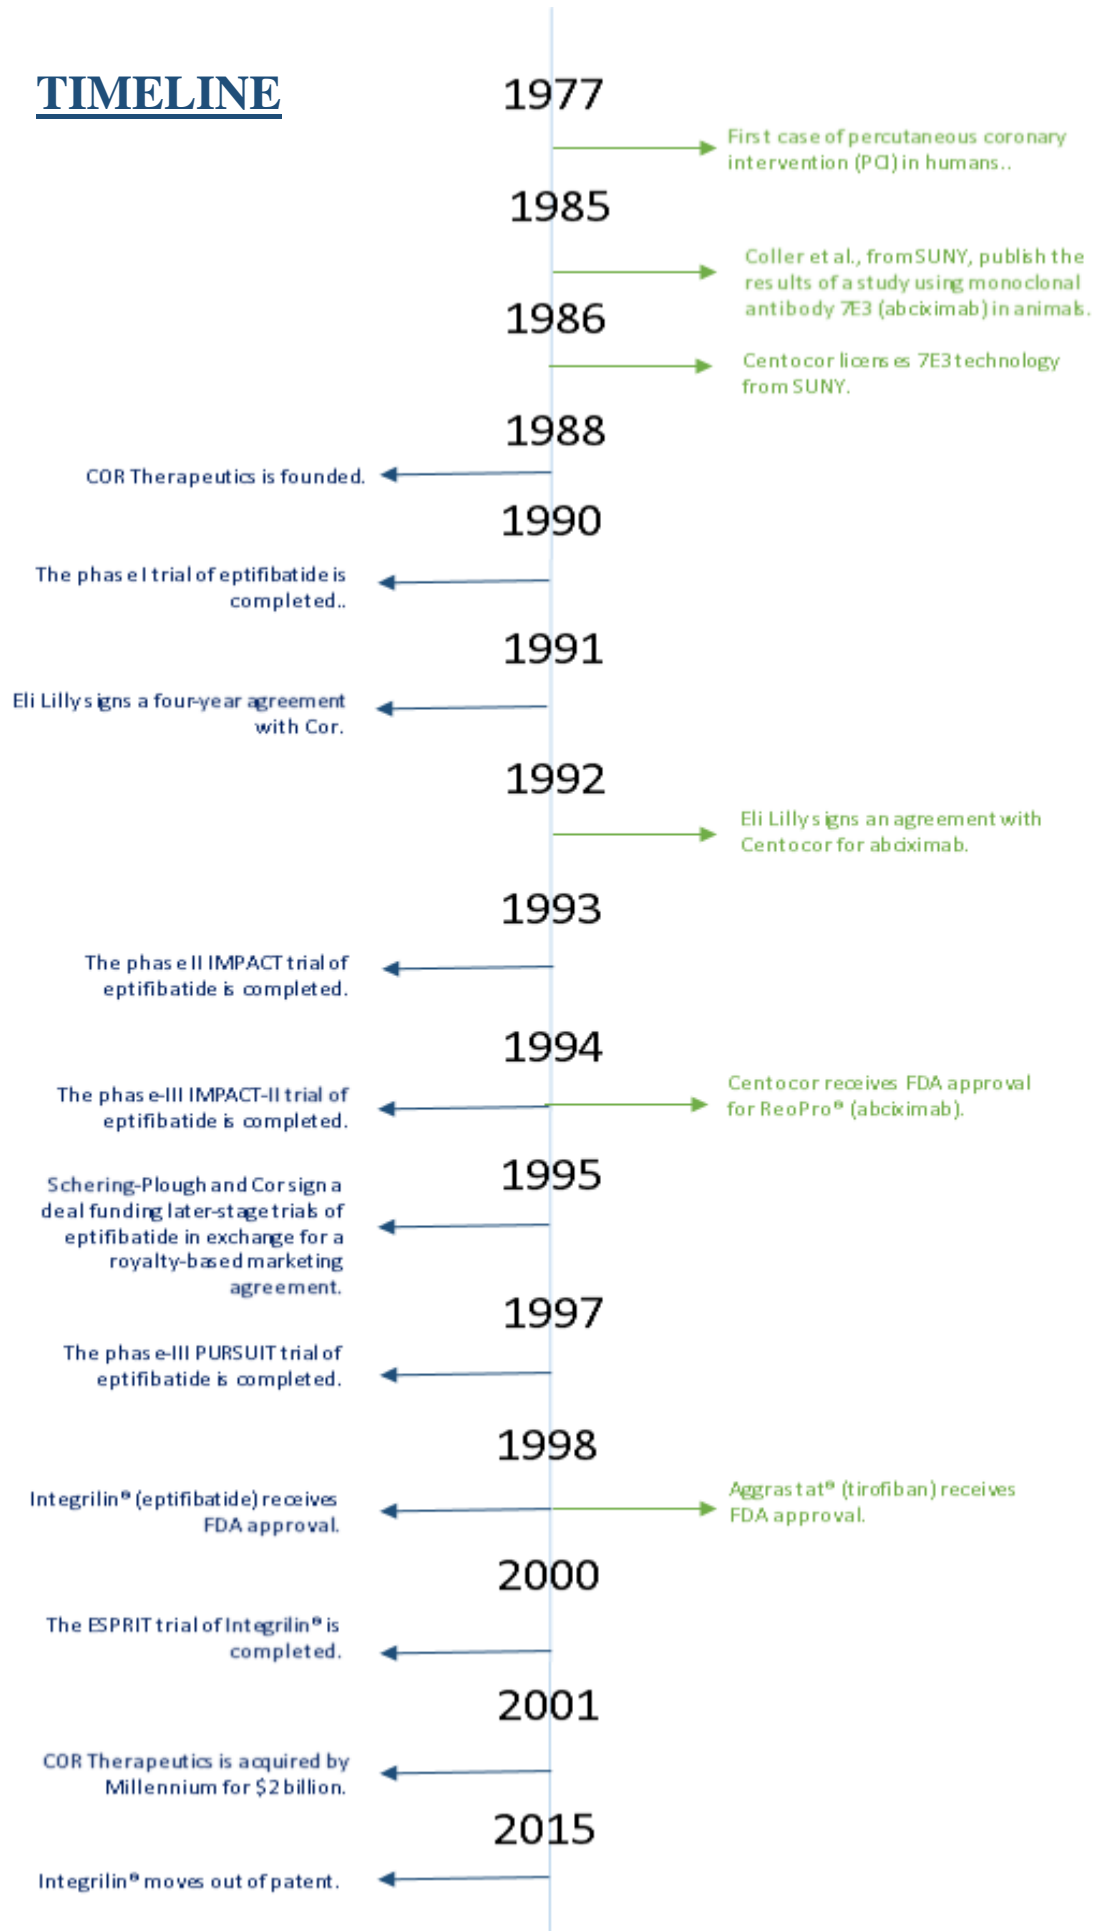 TIMELINE
1977
First case of percutaneous coronary
intervention (PCI) in humans..
1985
Coller et al., from SUNY, publish the
results of a study using monoclonal
antibody 7E3 (abciximab) in animals.
1986
Centocor licenses 7E3 technology
from SUNY.
1988
COR Therapeutics is founded.
1990
The phase I trial of eptifibatide is
completed..
1991
Eli Lilly signs a four-year agreement
with Cor.
1992
Eli Lilly signs an agreement with
Centocor for abciximab.
1993
The phase II IMPACT trial of
eptifibatide is completed.
1994
The phase-III IMPACT-II trial of
eptifibatide is completed.
Centocor receives FDA approval
for ReoPro® (abciximab).
1995
Schering-Plough and Cor sign a
deal funding later-stage trials of
eptifibatide in exchange for a
royalty-based marketing
agreement.
1997
The phase-III PURSUIT trial of
eptifibatide is completed.
1998
Integrilin® (eptifibatide) receives
FDA approval.
Aggrastat® (tirofiban) receives
FDA approval.
2000
The ESPRIT trial of Integrilin® is
completed.
2001
COR Therapeutics is acquired by
Millennium for $2 billion.
2015
Integrilin® moves out of patent.